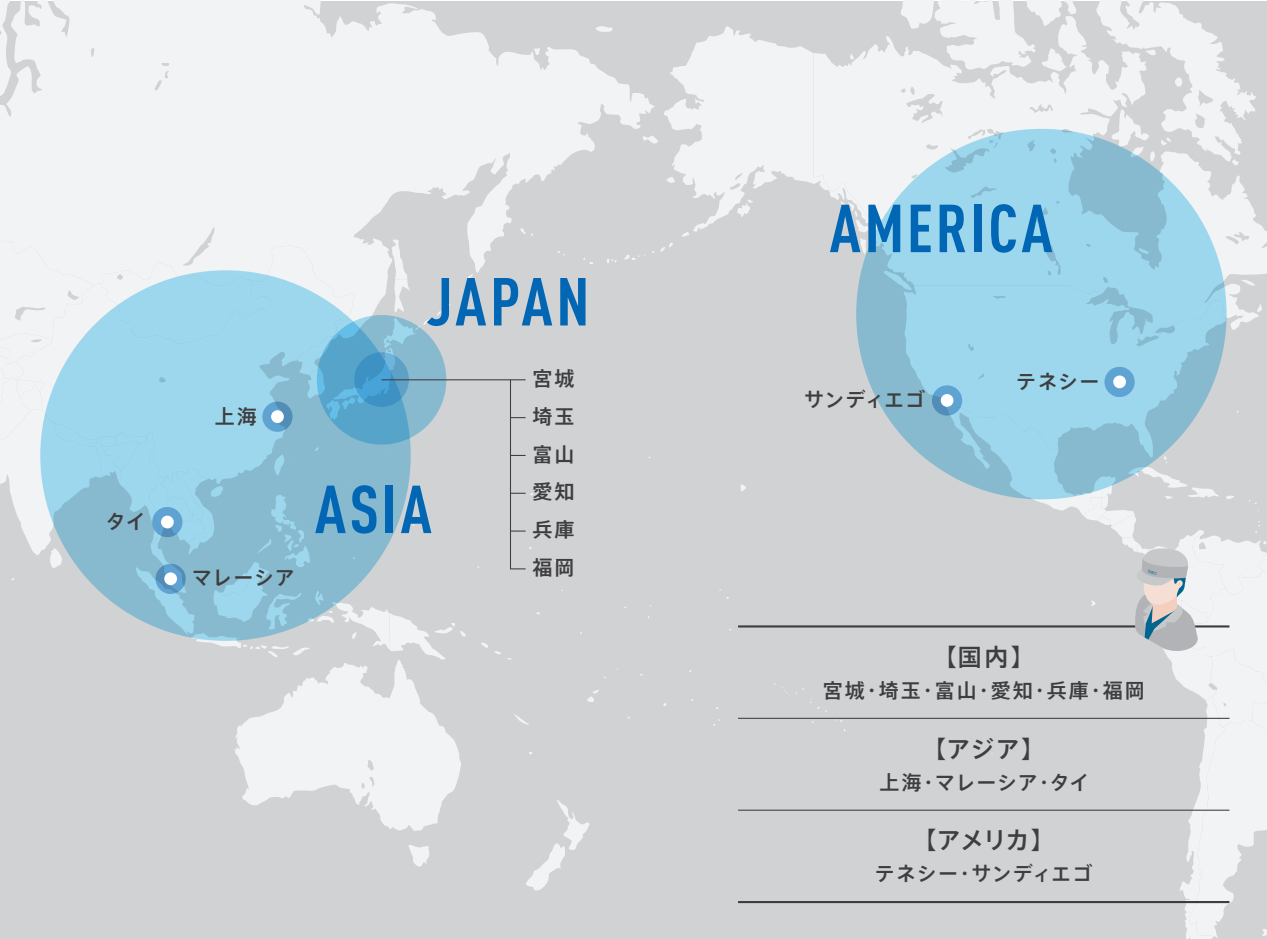 AMERICA
JAPAN
宮城
テネシー
サンディエゴ
上海
埼玉
富山
ASIA
愛知
タイ
兵庫
福岡
マレーシア
【国内】
宮城・埼玉・富山・愛知・兵庫・福岡
【アジア】
上海・マレーシア・タイ
【アメリカ】
テネシー・サンディエゴ